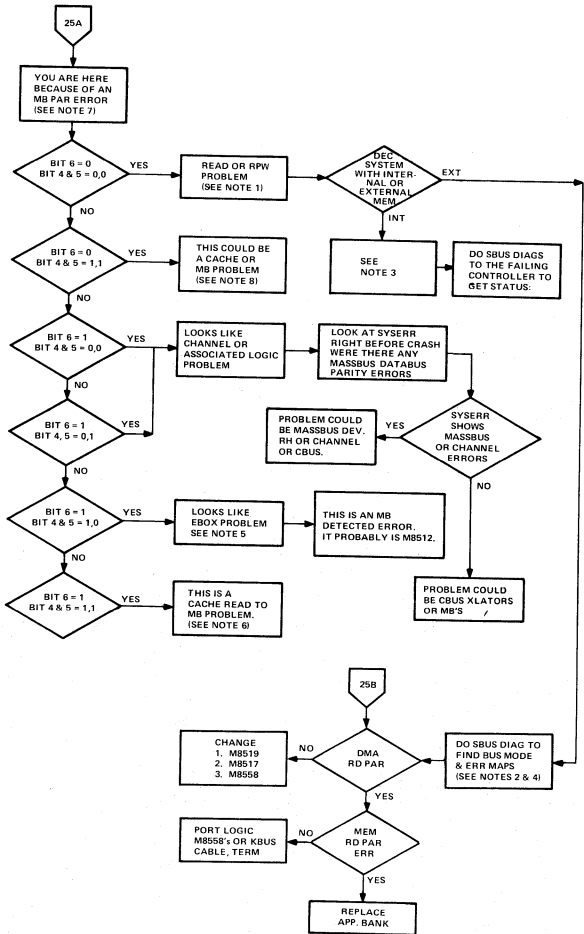 25A
YOU ARE HERE
BECAUSE OF AN
MB PAR ERROR
(SEE NOTE 7)
BIT 6 = 0
BIT 4 & 5 = 0,0
YES
READ OR RPW
PROBLEM
(SEE NOTE 1)
DEC
SYSTEM
WITH INTER-
NAL OR
EXTERNAL
MEM
EXT
INT
NO
BIT 6 = 0
BIT 4 & 5 = 1,1
YES
THIS COULD BE
A CACHE OR
MB PROBLEM
(SEE NOTE 8)
SEE
NOTE 3
DO SBUS DIAGS
TO THE FAILING
CONTROLLER TO
GET STATUS:
NO
BIT 6 = 1
BIT 4 & 5 = 0,0
YES
LOOKS LIKE
CHANNEL OR
ASSOCIATED LOGIC
PROBLEM
LOOK AT SYSERR
RIGHT BEFORE CRASH
WERE THERE ANY
MASSBUS DATABUS
PARITY ERRORS
NO
BIT 6 = 1
BIT 4, 5 = 0,1
YES
PROBLEM COULD
BE MASSBUS DEV.
RH OR CHANNEL
OR CBUS.
YES
SYSERR
SHOWS
MASSBUS
OR CHANNEL
ERRORS
NO
NO
BIT 6 = 1
BIT 4 & 5 = 1,0
YES
LOOKS LIKE
EBOX PROBLEM
SEE NOTE 5
THIS IS AN MB
DETECTED ERROR.
IT PROBABLY IS M8512.
NO
BIT 6 = 1
BIT 4 & 5 = 1,1
YES
THIS IS A
CACHE READ TO
MB PROBLEM.
(SEE NOTE 6)
PROBLEM COULD
BE CBUS XLATORS
OR MB'S
25B
CHANGE
1. M8519
2. M8517
3. M8558
NO
DMA
RD PAR
DO SBUS DIAG TO
FIND BUS MODE
& ERR MAPS
(SEE NOTES 2 & 4)
YES
PORT LOGIC
M8558's OR KBUS
CABLE, TERM
NO
MEM
RD PAR
ERR
YES
REPLACE
APP. BANK